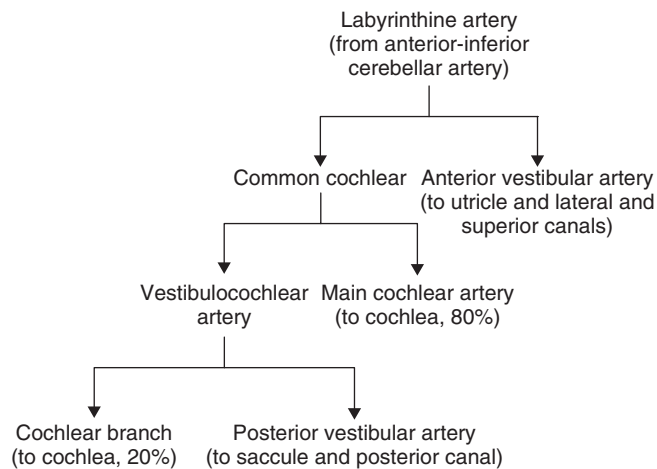 Labyrinthine artery
(from anterior-inferior
cerebellar artery)
Common cochlear
Anterior vestibular artery
(to utricle and lateral and
superior canals)
Vestibulocochlear
artery
Main cochlear artery
(to cochlea, 80%)
Cochlear branch
(to cochlea, 20%)
Posterior vestibular artery
(to saccule and posterior canal)